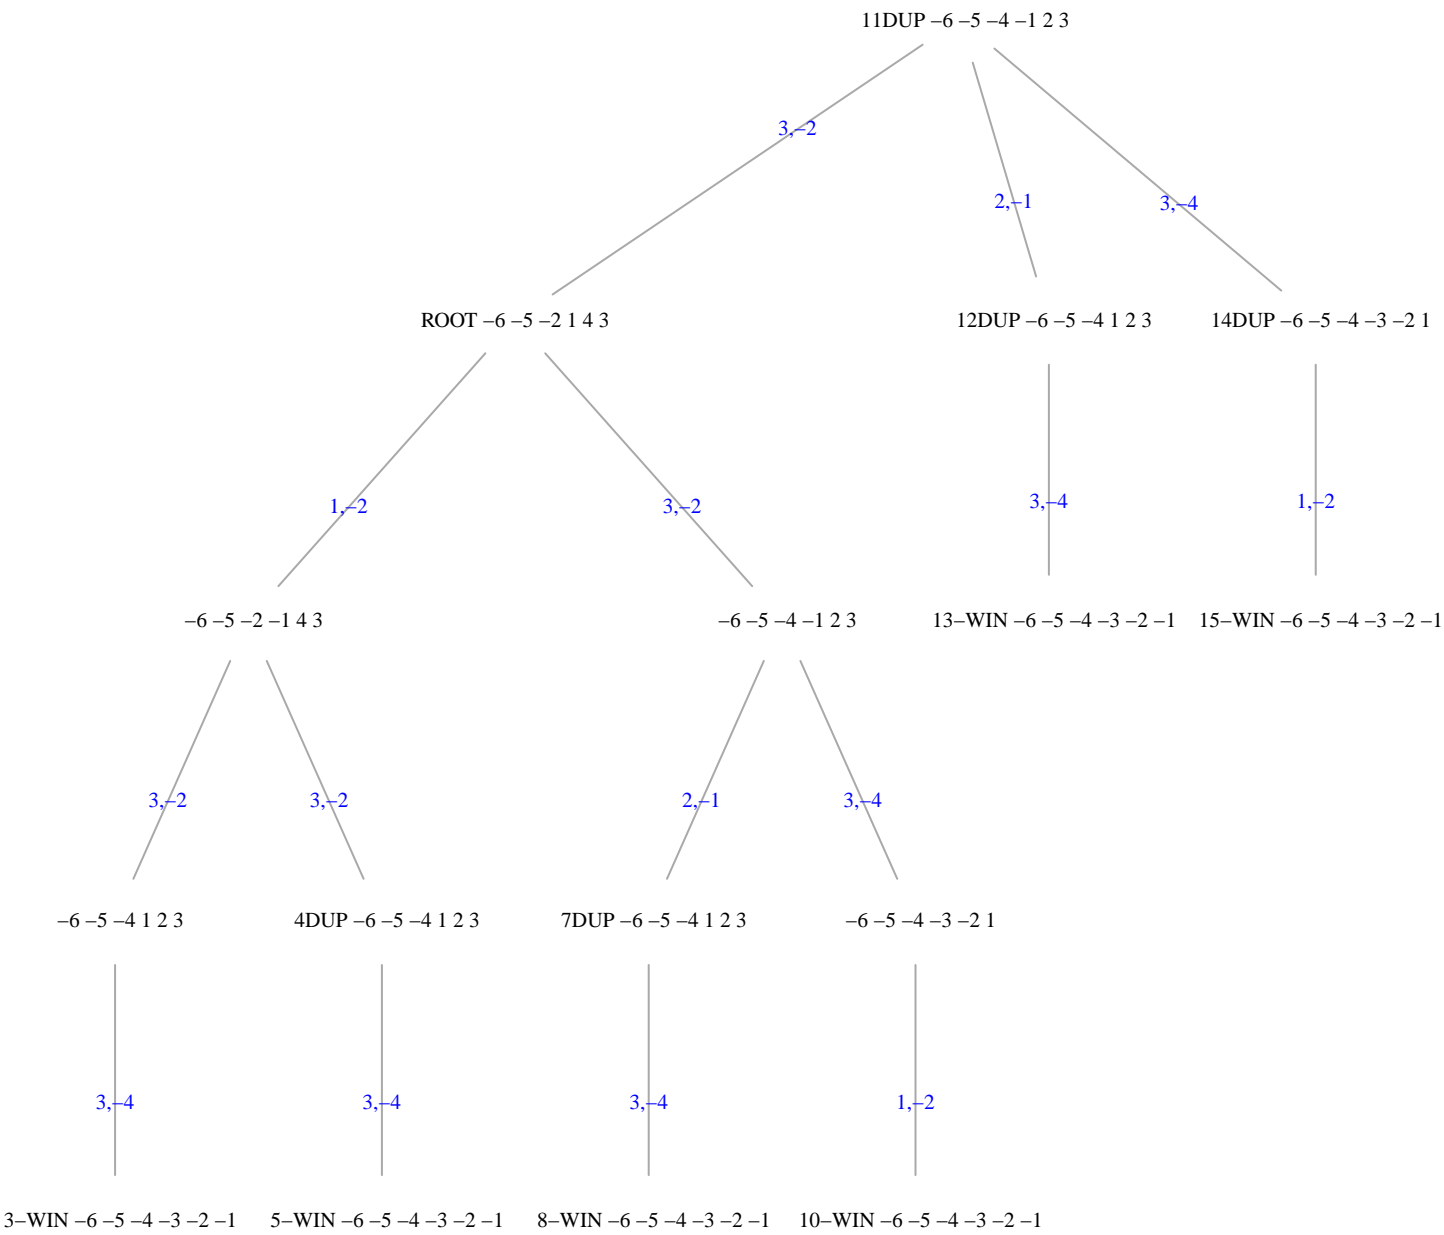 11DUP –6 –5 –4 –1 2 3
3,–2
2,–1
3,–4
ROOT –6 –5 –2 1 4 3
12DUP –6 –5 –4 1 2 3
14DUP –6 –5 –4 –3 –2 1
1,–2
3,–2
3,–4
1,–2
–6 –5 –2 –1 4 3
–6 –5 –4 –1 2 3
13–WIN –6 –5 –4 –3 –2 –1
15–WIN –6 –5 –4 –3 –2 –1
3,–2
3,–2
2,–1
3,–4
–6 –5 –4 1 2 3
4DUP –6 –5 –4 1 2 3
7DUP –6 –5 –4 1 2 3
–6 –5 –4 –3 –2 1
3,–4
3,–4
3,–4
1,–2
3–WIN –6 –5 –4 –3 –2 –1
5–WIN –6 –5 –4 –3 –2 –1
8–WIN –6 –5 –4 –3 –2 –1
10–WIN –6 –5 –4 –3 –2 –1